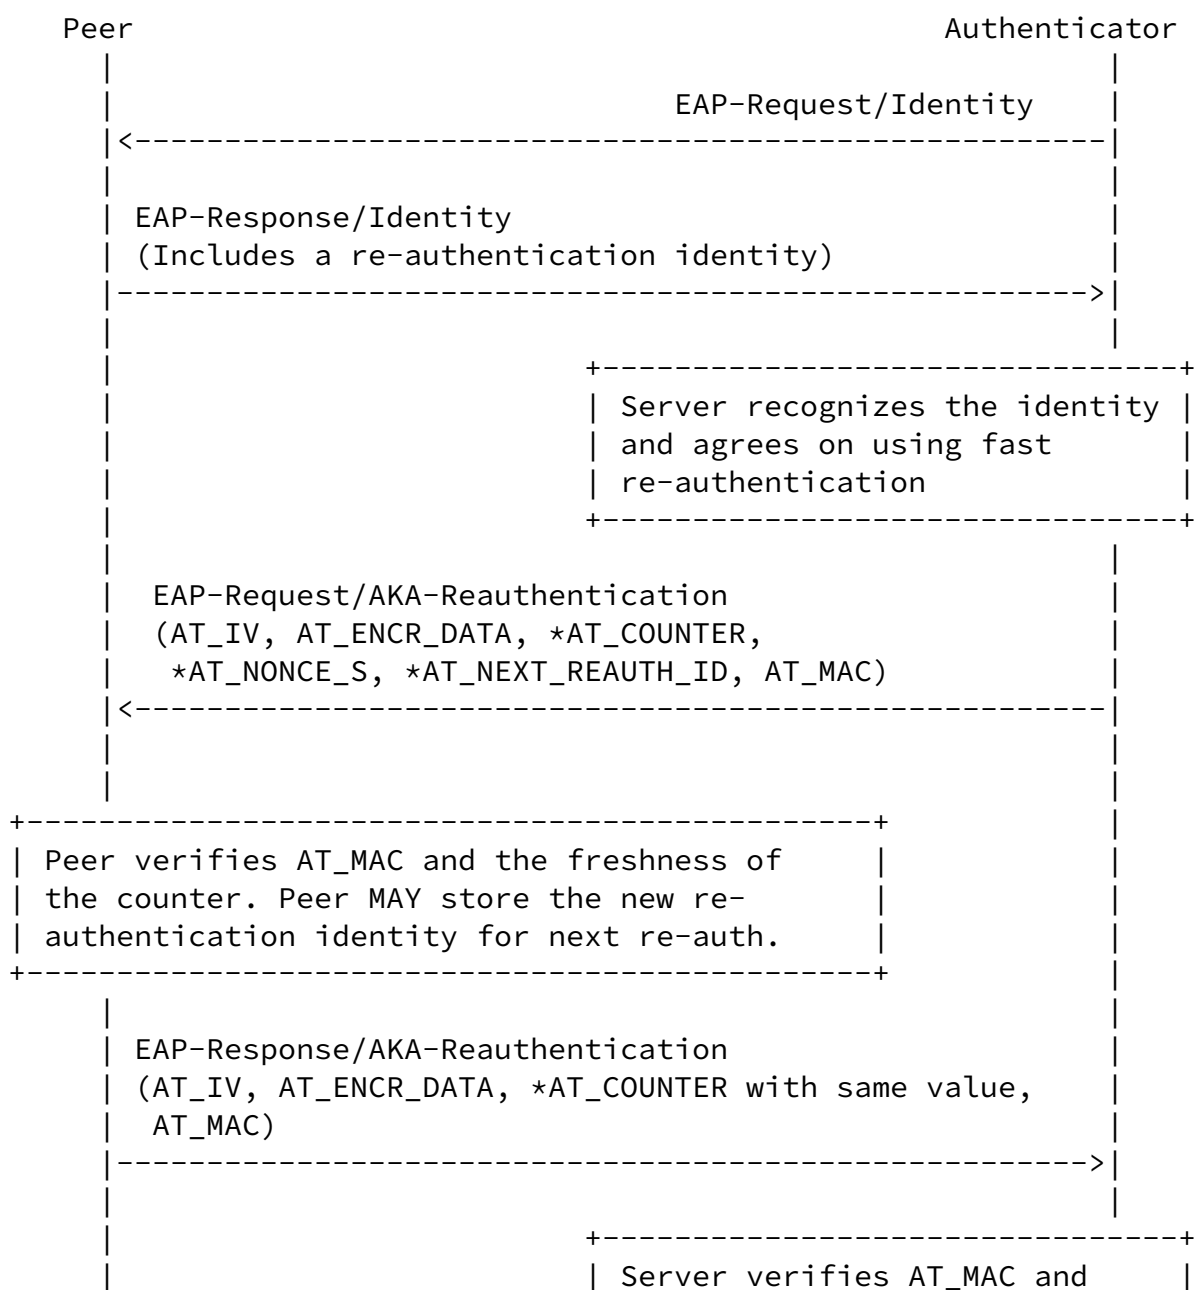 Peer Authenticator
EAP-Request/Identity
EAP-Response/Identity
(Includes a re-authentication identity)
Server recognizes the identity
and agrees on using fast
re-authentication
EAP-Request/AKA-Reauthentication
(AT_IV, AT_ENCR_DATA, *AT_COUNTER,
*AT_NONCE_S, *AT_NEXT_REAUTH_ID, AT_MAC)
Peer verifies AT_MAC and the freshness of
the counter. Peer MAY store the new re-
authentication identity for next re-auth.
EAP-Response/AKA-Reauthentication
(AT_IV, AT_ENCR_DATA, *AT_COUNTER with same value,
AT_MAC)
Server verifies AT_MAC and